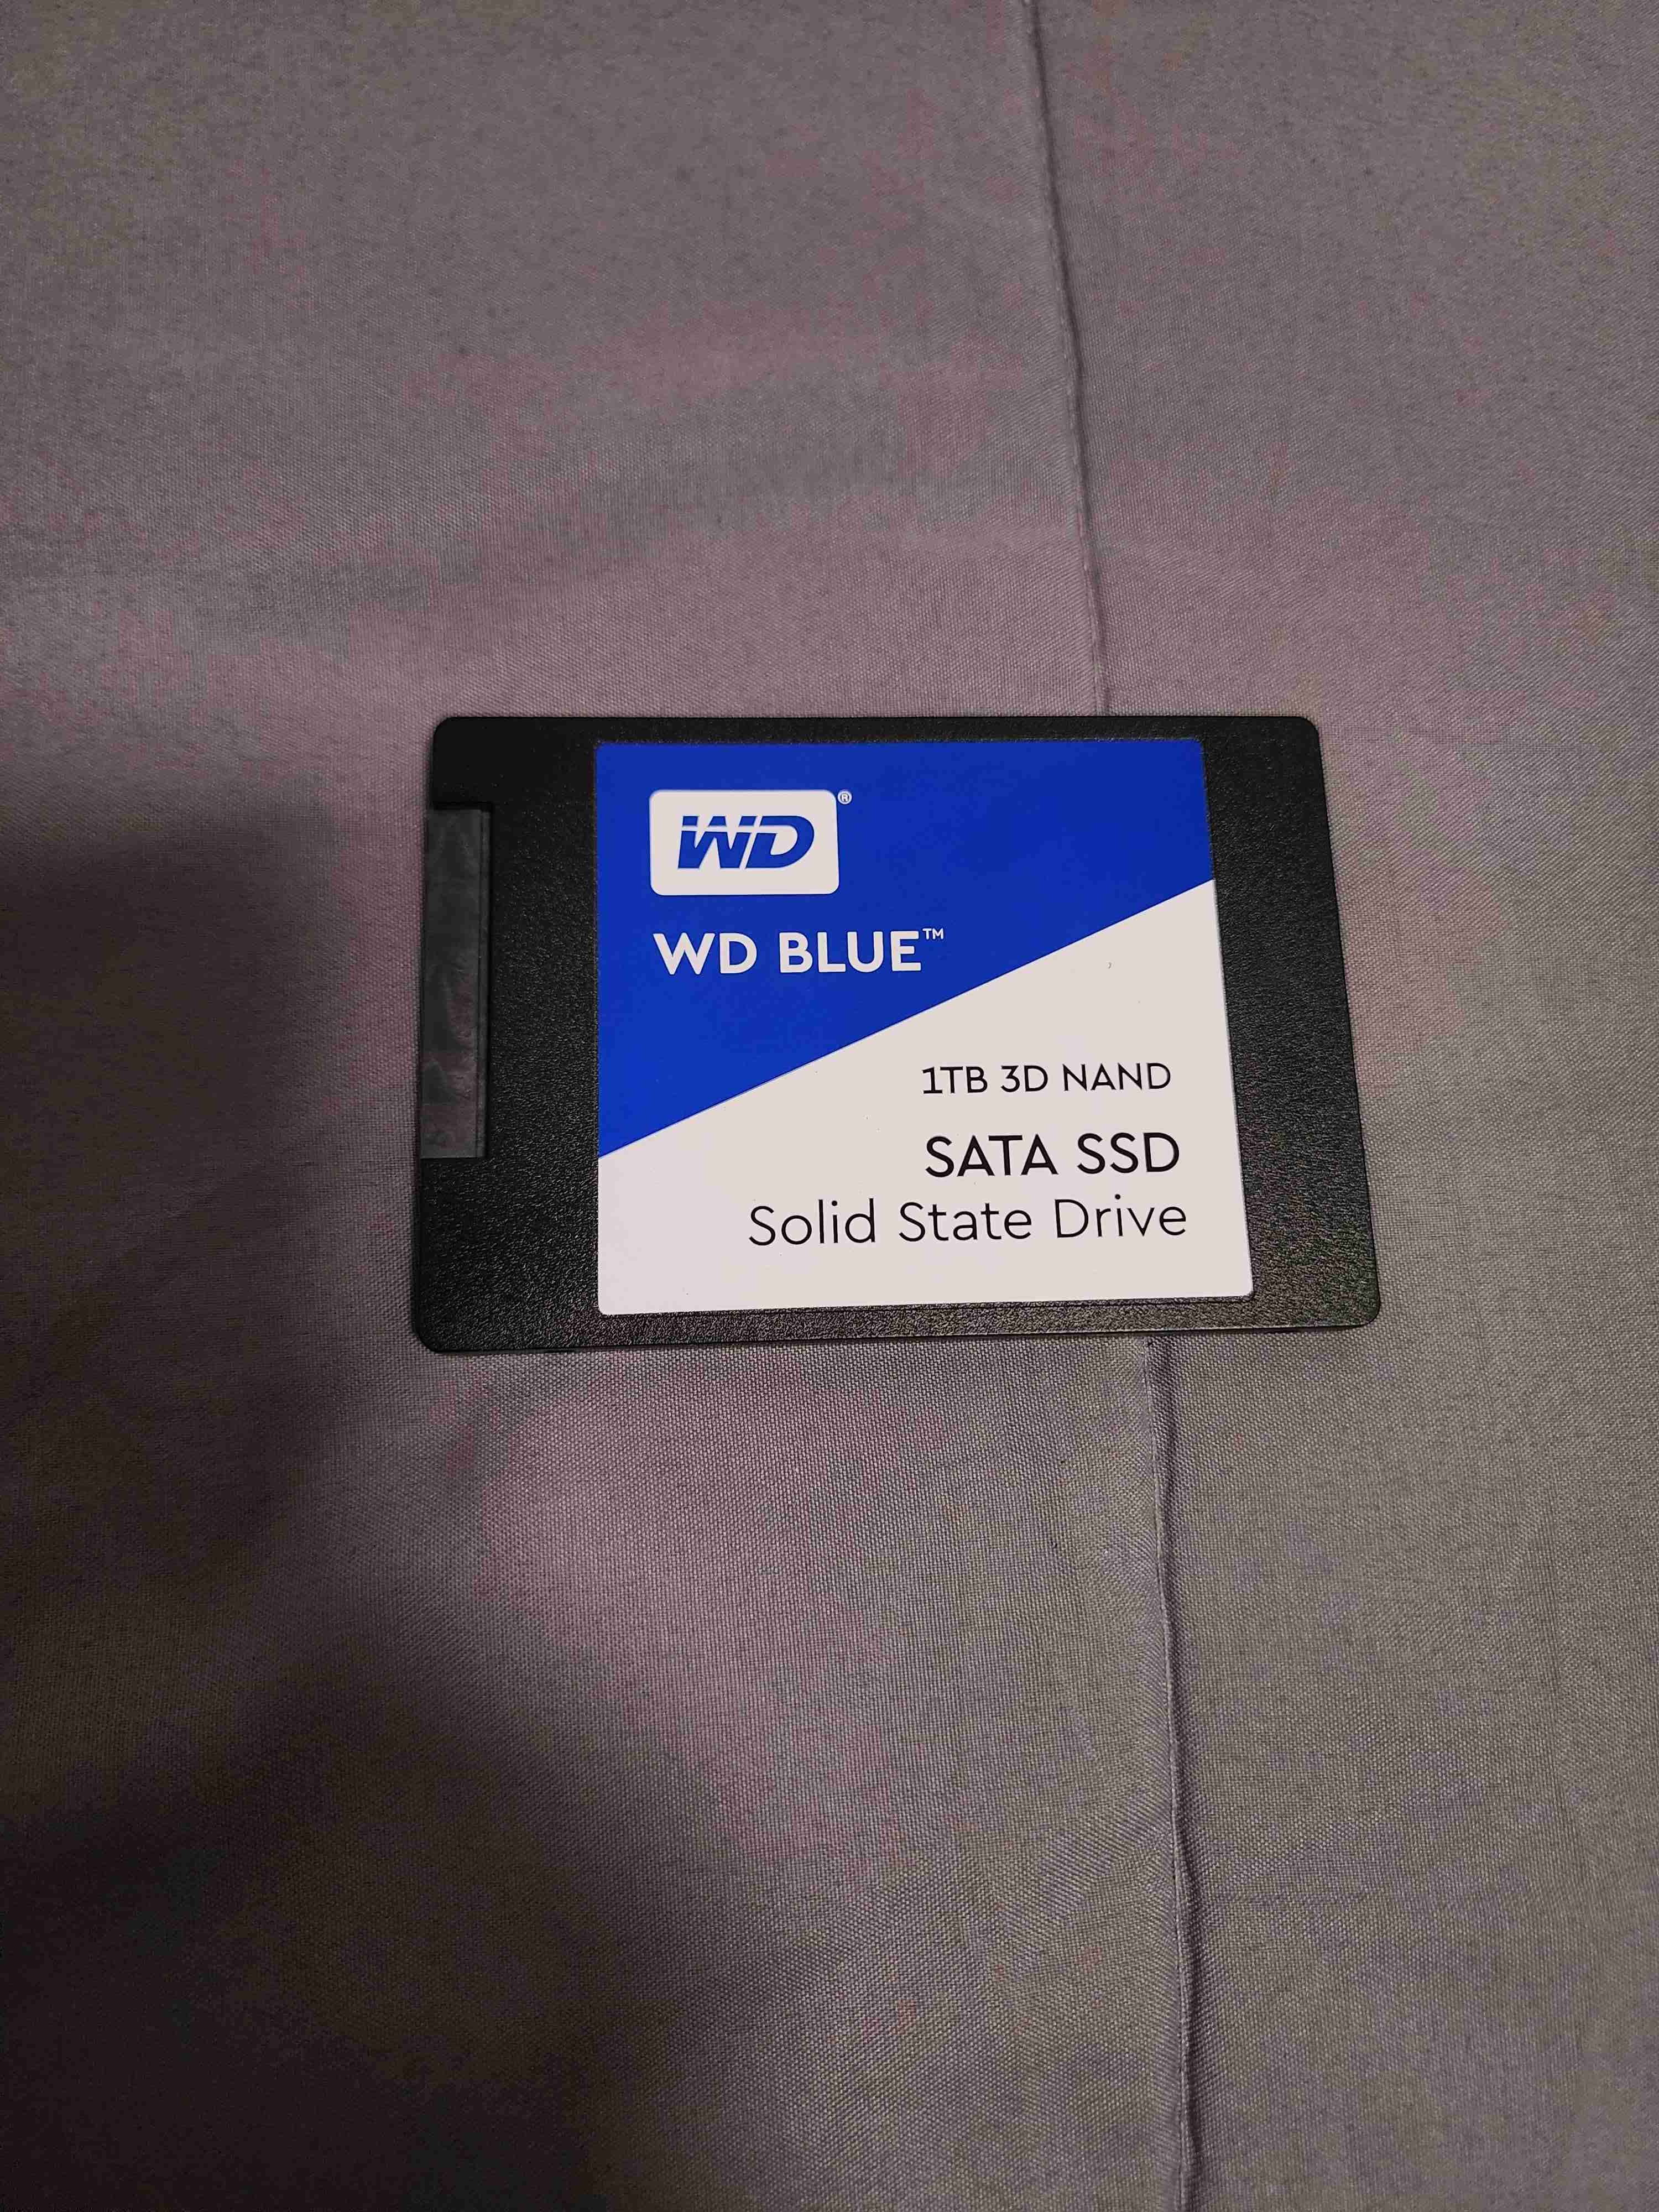 WD®
WD BLUE™
1TB 3D NAND
SATA SSD
Solid State Drive